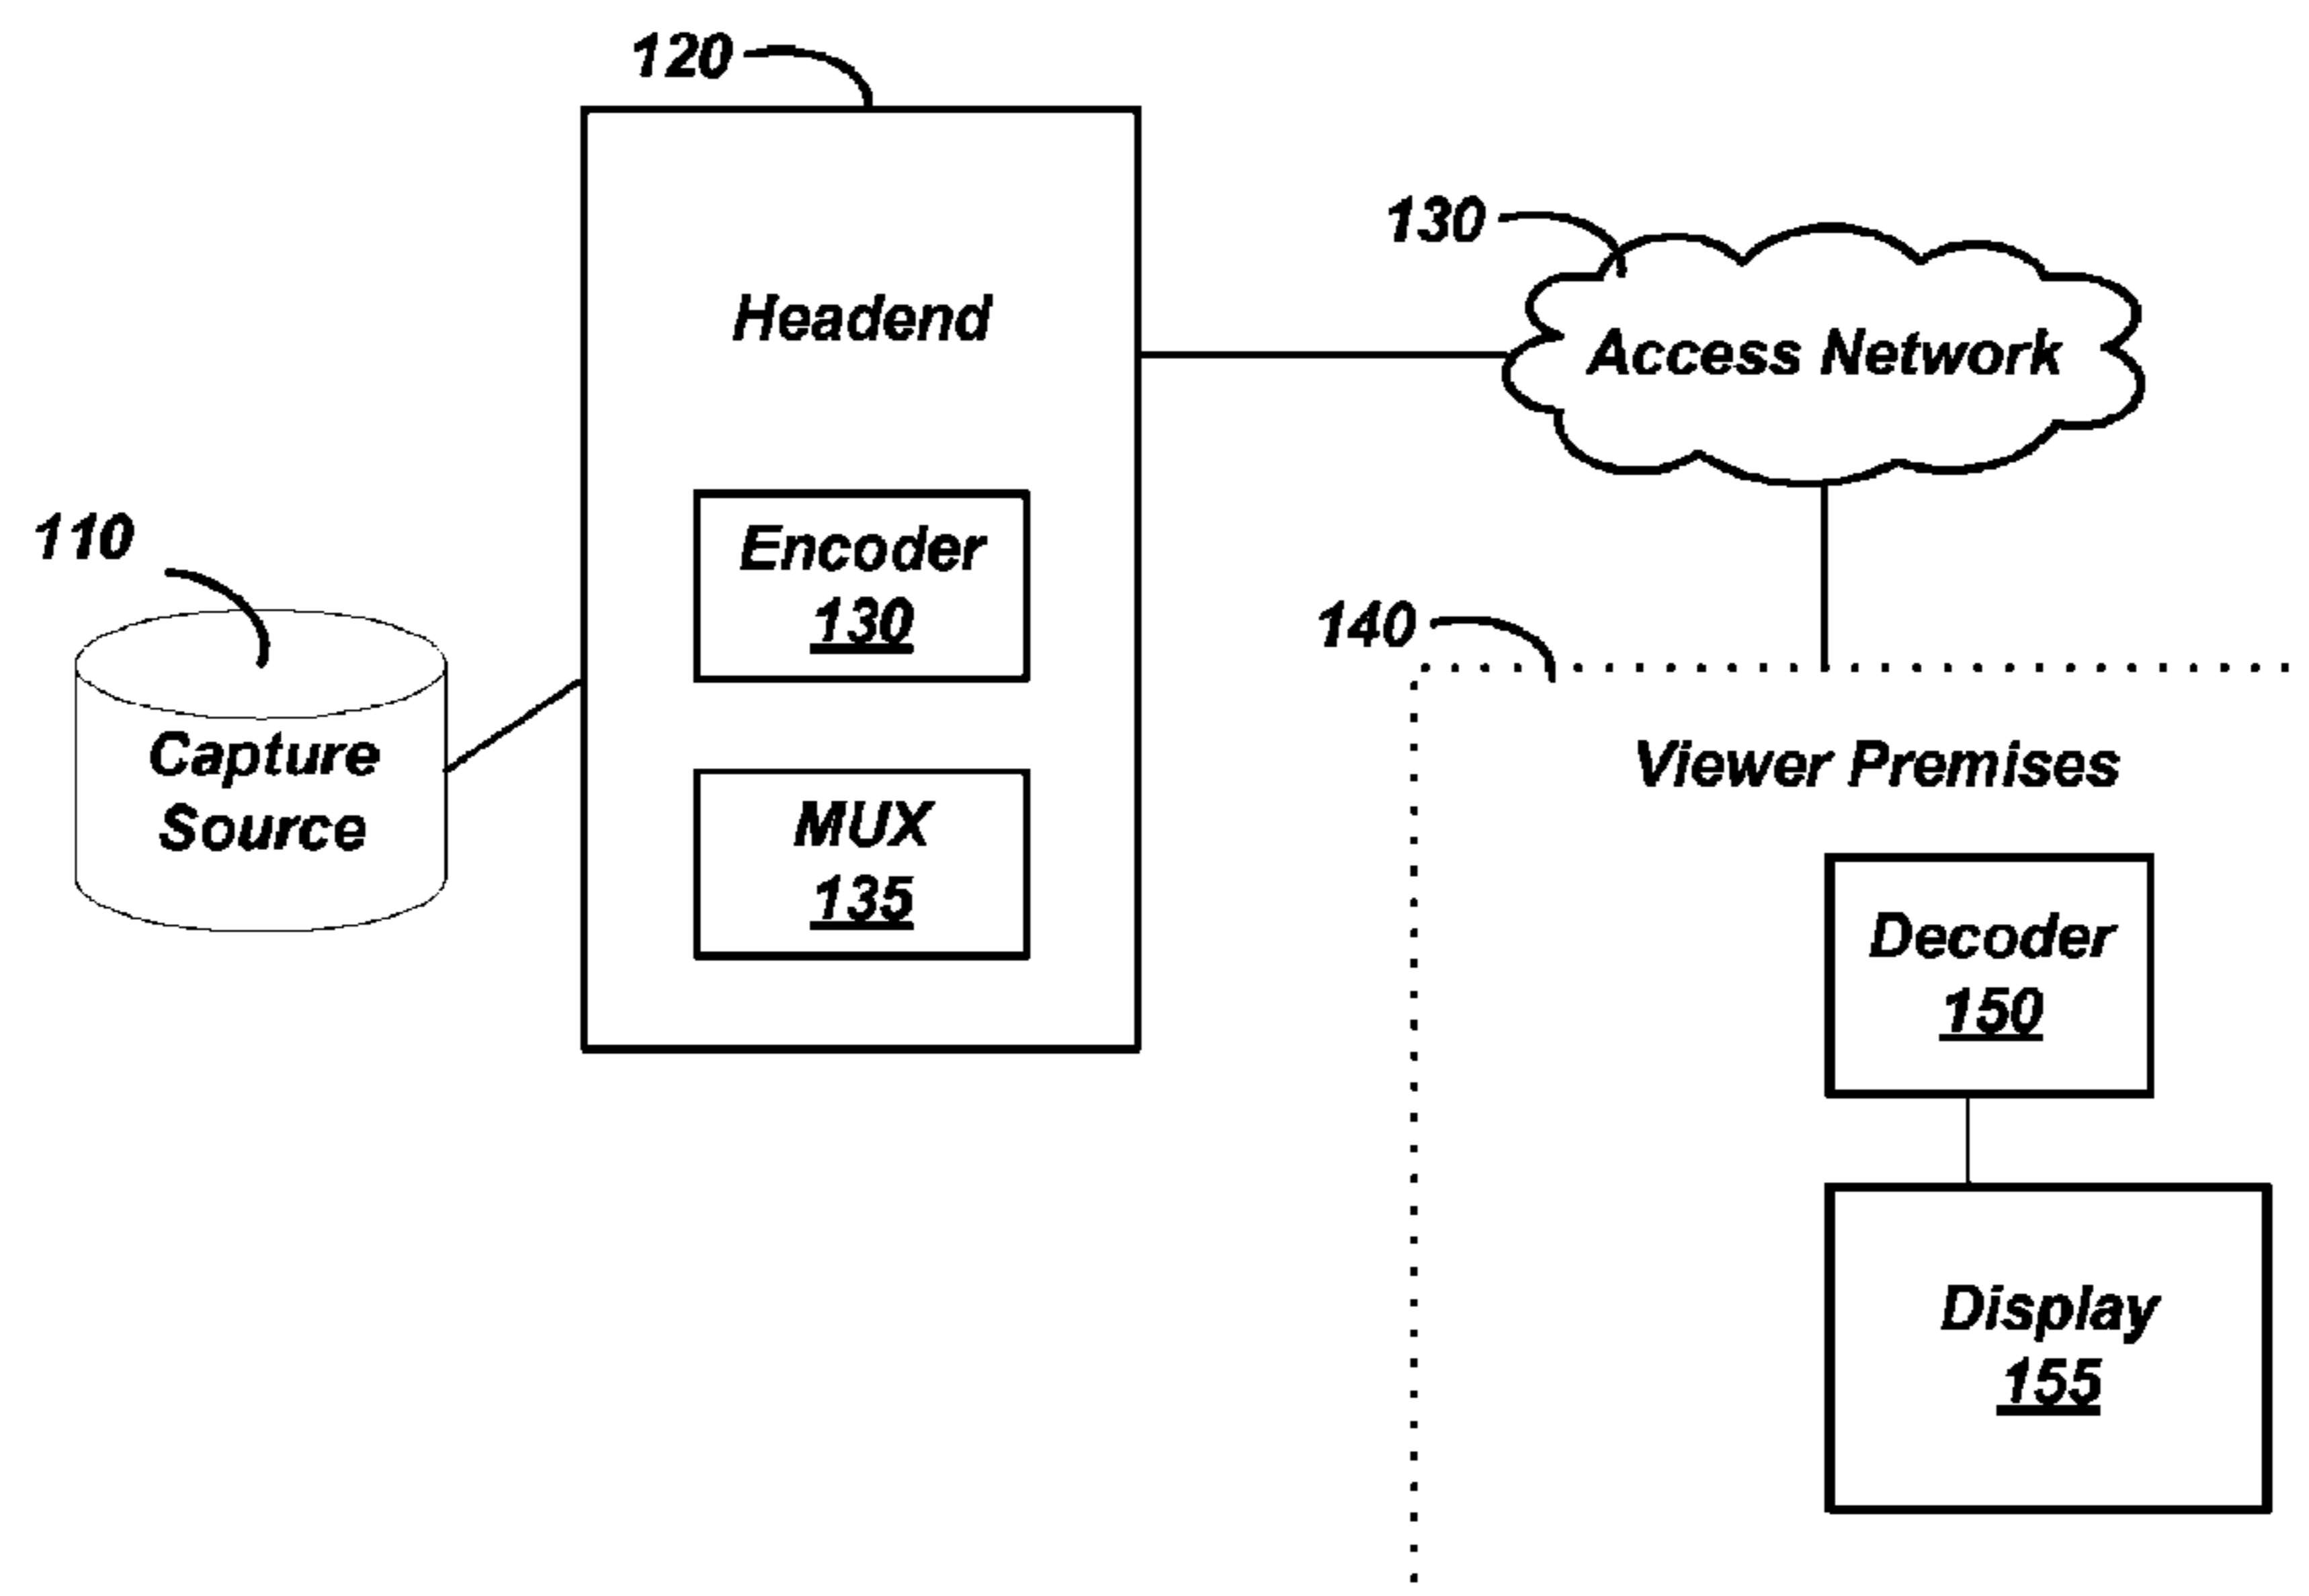 120
Headend
130
Access Network
Encoder
130
110
Capture
Source
MUX
135
140
Viewer Premises
Decoder
150
Display
155